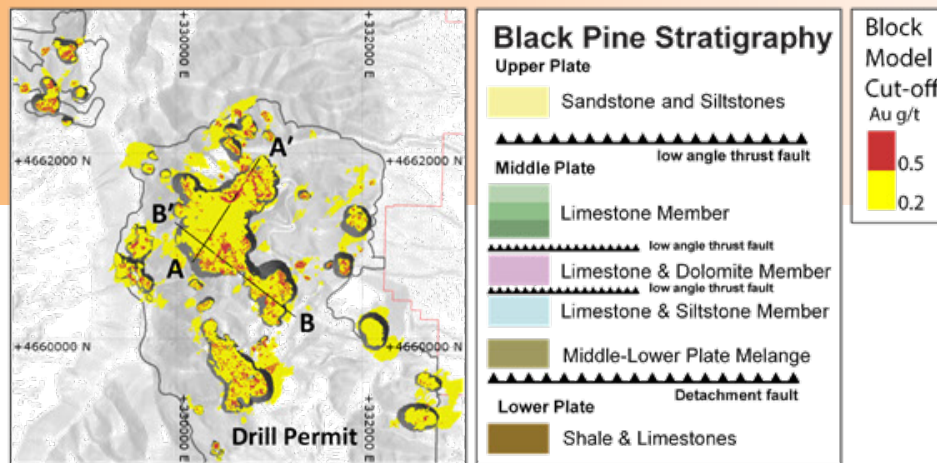 +330000 E
+332000 E
+4662000 N
+4662000 N
A'
B'
A
B
+4660000 N
+4660000 N
+330000 E
+332000 E
Drill Permit
Black Pine Stratigraphy
Upper Plate
Sandstone and Siltstones
low angle thrust fault
Middle Plate
Limestone Member
low angle thrust fault
Limestone & Dolomite Member
low angle thrust fault
Limestone & Siltstone Member
Middle-Lower Plate Melange
Detachment fault
Lower Plate
Shale & Limestones
Block
Model
Cut-off
Au g/t
0.5
0.2